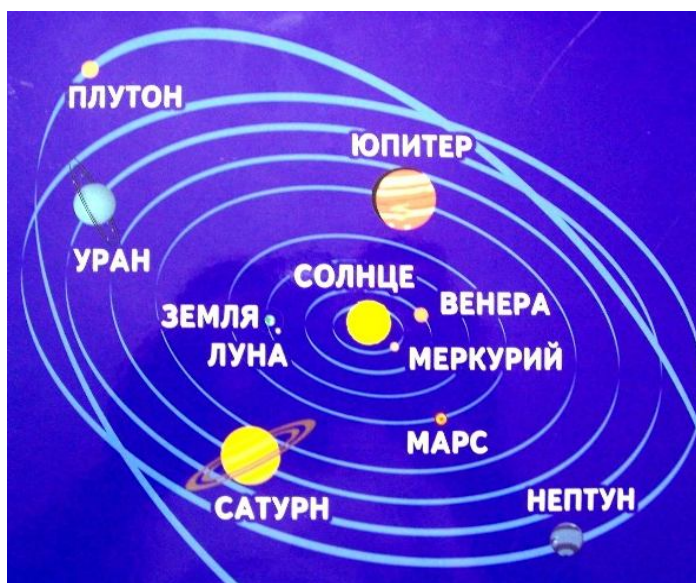 ПЛУТОН
ЮПИТЕР
УРАН
СОЛНЦЕ
ВЕНЕРА
ЗЕМЛЯ
ЛУНА
МЕРКУРИЙ
МАРС
САТУРН
НЕПТУН